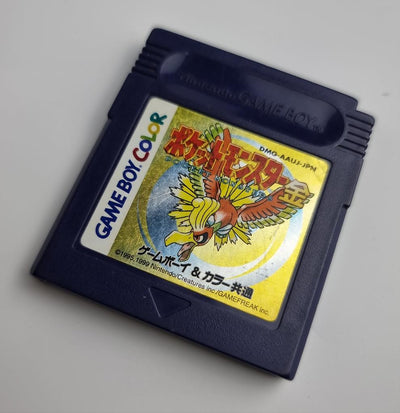 Nintendo GAME BOY™
DMG-AAUJ-JPN
ポケットモンスター金
GAME BOY COLOR
ゲームボーイ & カラー 共通
©1995,1999 Nintendo/Creatures inc./GAMEFREAK inc.